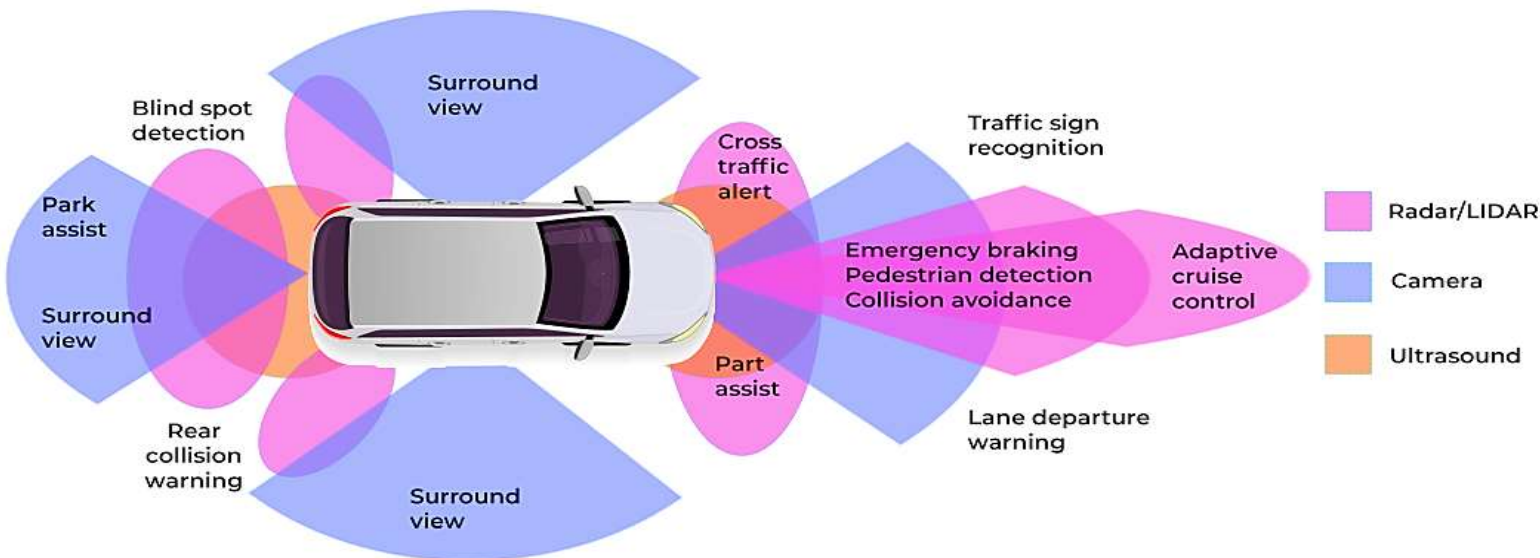 Surround
view
Blind spot
detection
Traffic sign
recognition
Cross
traffic
alert
Park
assist
Radar/LIDAR
Emergency braking
Pedestrian detection
Collision avoidance
Adaptive
cruise
control
Camera
Surround
view
Ultrasound
Part
assist
Lane departure
warning
Rear
collision
warning
Surround
view